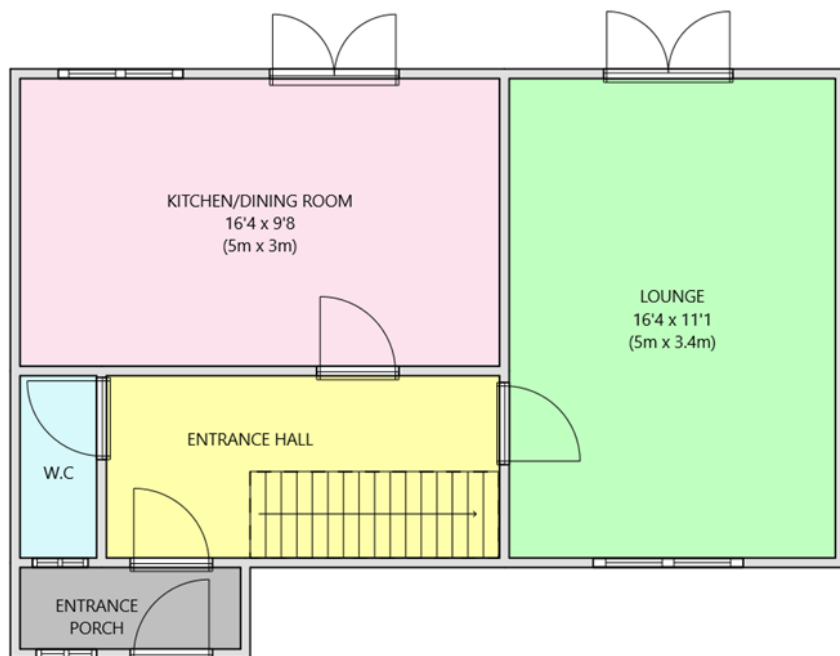 KITCHEN/DINING ROOM
16'4 x 9'8
(5m x 3m)
LOUNGE
16'4 x 11'1
(5m x 3.4m)
ENTRANCE HALL
W.C
ENTRANCE
PORCH